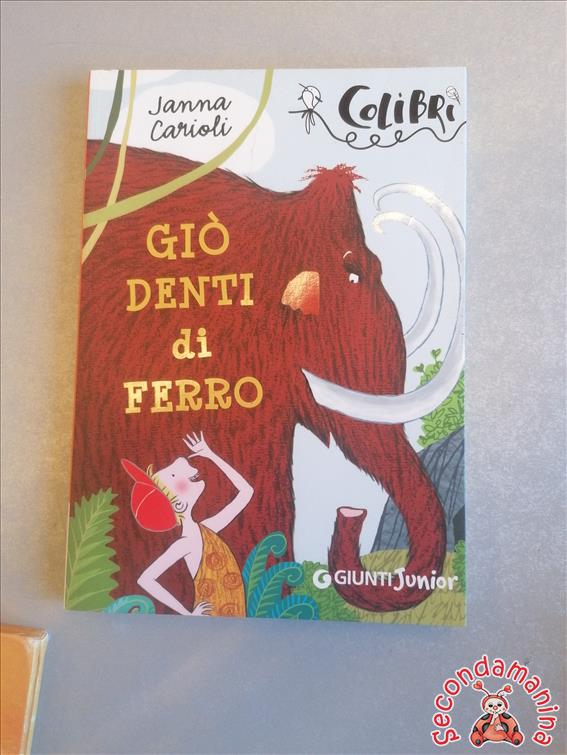 Janna
Carioli
COLIBRÌ
GIÒ
DENTI
di
FERRO
GIUNTI Junior
Secondamanina